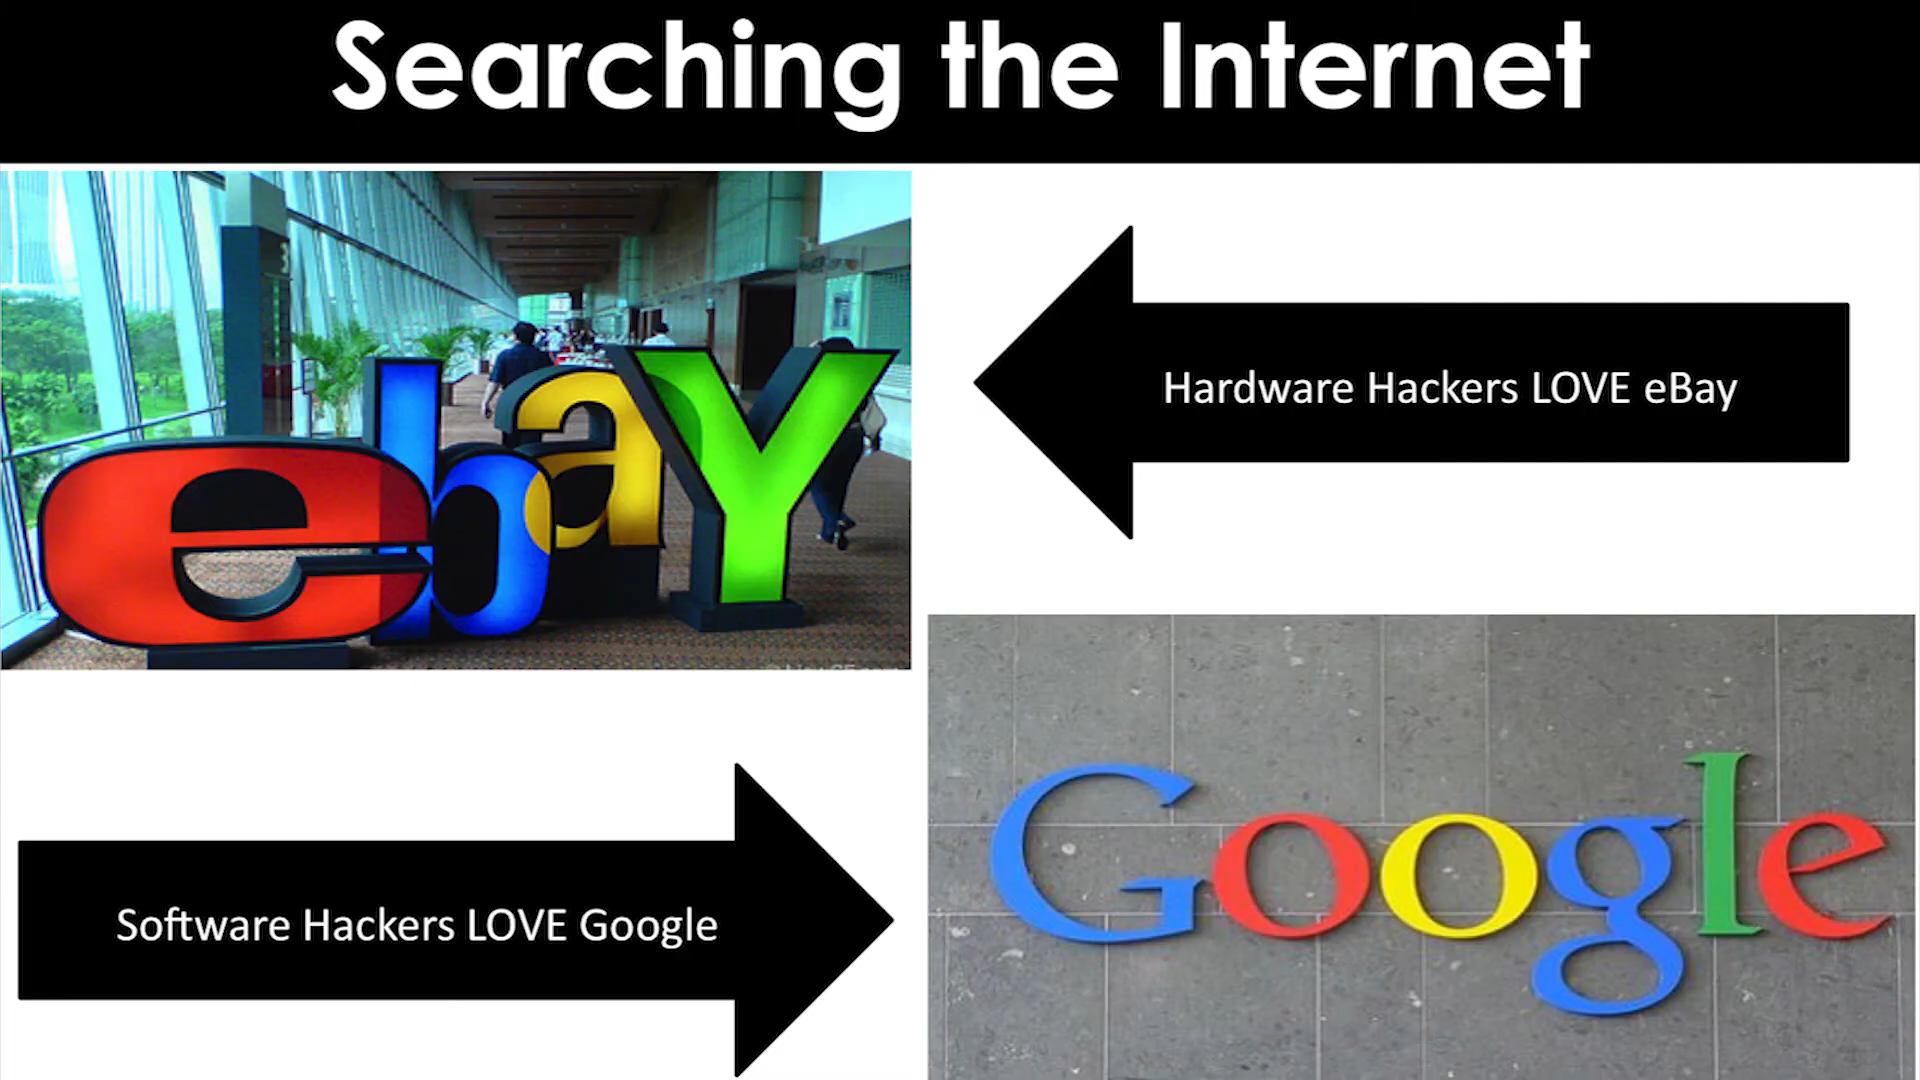 Searching the Internet
ebaY
Hardware Hackers LOVE eBay
Software Hackers LOVE Google
Google